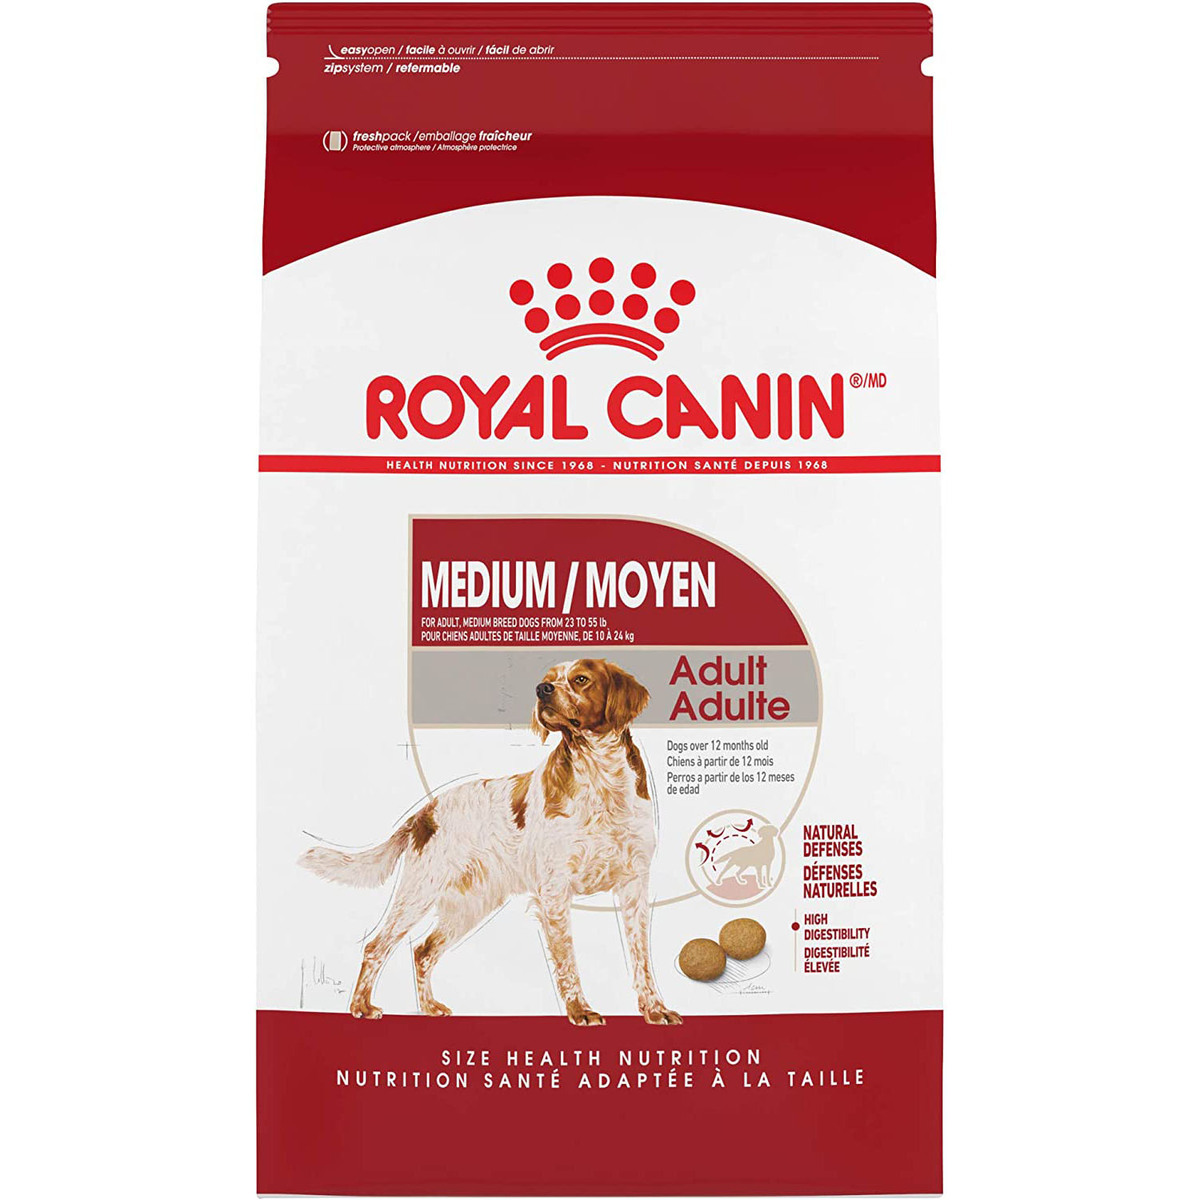 easyopen / facile à ouvrir / fácil de abrir
zipsystem / refermable
freshpack /emballage fraîcheur
Protective atmosphere / Atmosphère protectrice
ROYAL CANIN ®/MD
HEALTH NUTRITION SINCE 1968 - NUTRITION SANTÉ DEPUIS 1968
MEDIUM / MOYEN
FOR ADULT, MEDIUM BREED DOGS FROM 23 TO 55 lb
POUR CHIENS ADULTES DE TAILLE MOYENNE, DE 10 À 24 kg
Adult
Adulte
Dogs over 12 months old
Chiens à partir de 12 mois
Perros a partir de los 12 meses
de edad
NATURAL
DEFENSES
DÉFENSES
NATURELLES
HIGH
DIGESTIBILITY
DIGESTIBILITÉ
ÉLEVÉE
1cm
SIZE HEALTH NUTRITION
NUTRITION SANTÉ ADAPTÉE À LA TAILLE